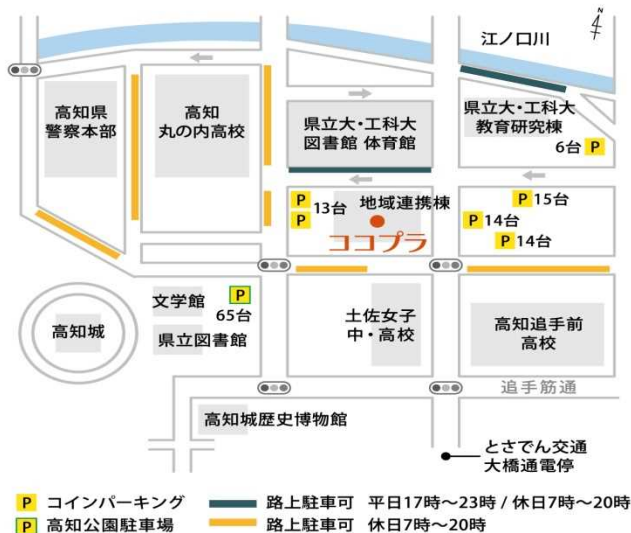 江ノ口川
N
高知県
警察本部
高知
丸の内高校
県立大・工科大
図書館 体育館
県立大・工科大
教育研究棟
6台 P
P
P
13台
地域連携棟
ココプラ
P 15台
P 14台
P 14台
文学館
P
65台
県立図書館
高知城
土佐女子
中・高校
高知追手前
高校
追手筋通
高知城歴史博物館
とさでん交通
大橋通電停
P コインパーキング
路上駐車可 平日17時～23時 / 休日7時～20時
P 高知公園駐車場
路上駐車可 休日7時～20時